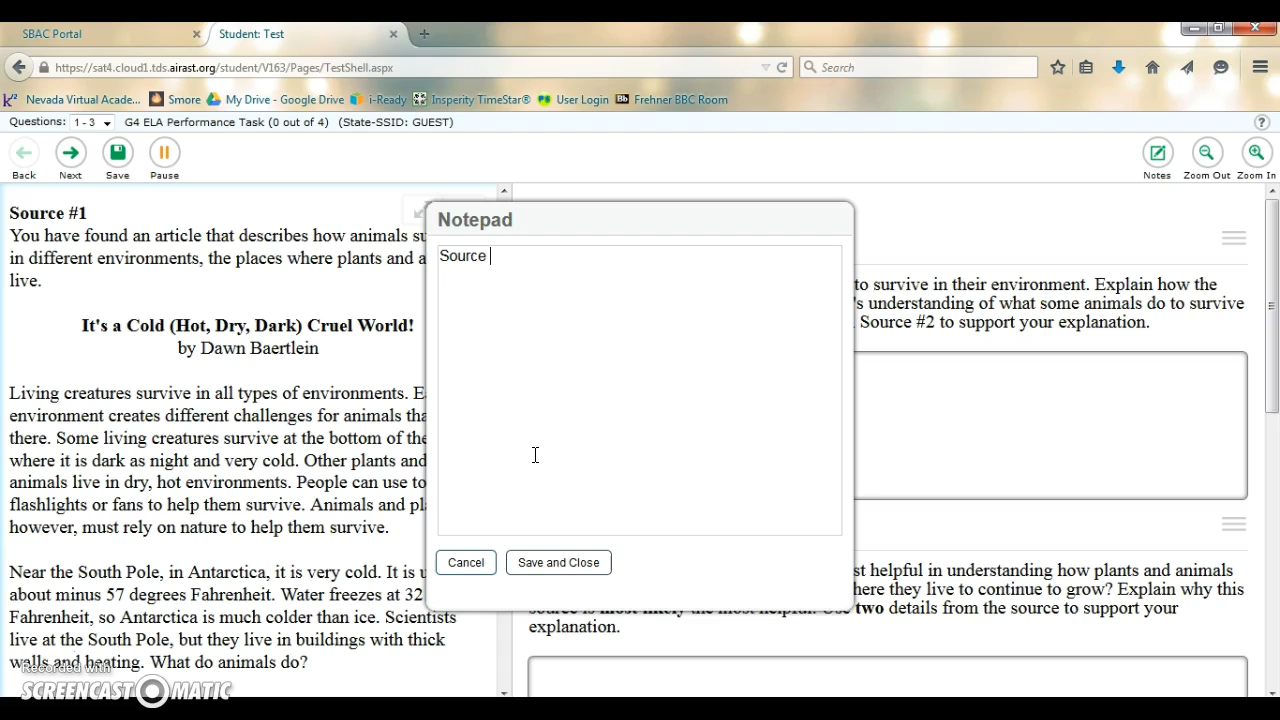 SBAC Portal
Student: Test
https://sat4.cloud1.tds.airast.org/student/V163/Pages/TestShell.aspx
Search
Nevada Virtual Acade...
Smore
My Drive - Google Drive
i-Ready
Insperity TimeStar®
User Login
Bb Frehner BBC Room
Questions: 1 - 3 G4 ELA Performance Task (0 out of 4) (State-SSID: GUEST)
Back
Next
Save
Pause
Notes
Zoom Out
Zoom In
Source #1
You have found an article that describes how animals su
in different environments, the places where plants and a
live.
It's a Cold (Hot, Dry, Dark) Cruel World!
by Dawn Baertlein
Living creatures survive in all types of environments. E
environment creates different challenges for animals tha
there. Some living creatures survive at the bottom of the
where it is dark as night and very cold. Other plants and
animals live in dry, hot environments. People can use to
flashlights or fans to help them survive. Animals and pl
however, must rely on nature to help them survive.
Near the South Pole, in Antarctica, it is very cold. It is u
about minus 57 degrees Fahrenheit. Water freezes at 32
Fahrenheit, so Antarctica is much colder than ice. Scientists
live at the South Pole, but they live in buildings with thick
walls and heating. What do animals do?
Notepad
Source
Cancel
Save and Close
to survive in their environment. Explain how the
's understanding of what some animals do to survive
Source #2 to support your explanation.
st helpful in understanding how plants and animals
here they live to continue to grow? Explain why this
source is most likely the most helpful. Use two details from the source to support your
explanation.
Recorded with
SCREENCAST MATIC